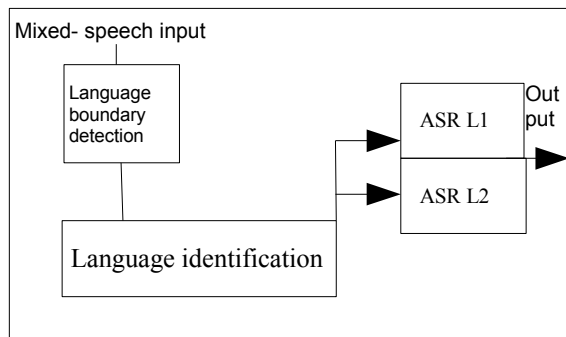 Mixed- speech input
Language
boundary
detection
Language identification
ASR L1
ASR L2
Out
put